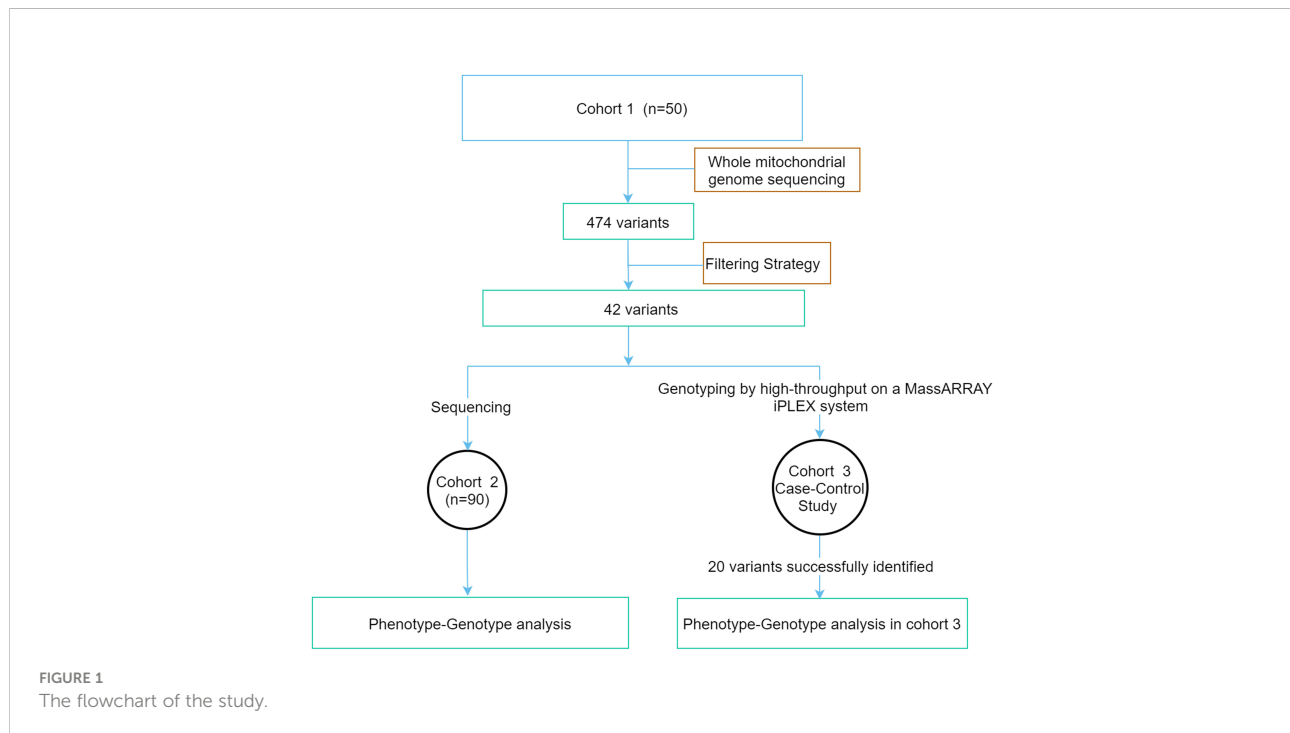 Cohort 1 (n=50)
Whole mitochondrial
genome sequencing
474 variants
Filtering Strategy
42 variants
Sequencing
Genotyping by high-throughput on a MassARRAY
iPLEX system
Cohort 2
(n=90)
Cohort 3
Case-Control
Study
20 variants successfully identified
Phenotype-Genotype analysis
Phenotype-Genotype analysis in cohort 3
FIGURE 1
The flowchart of the study.